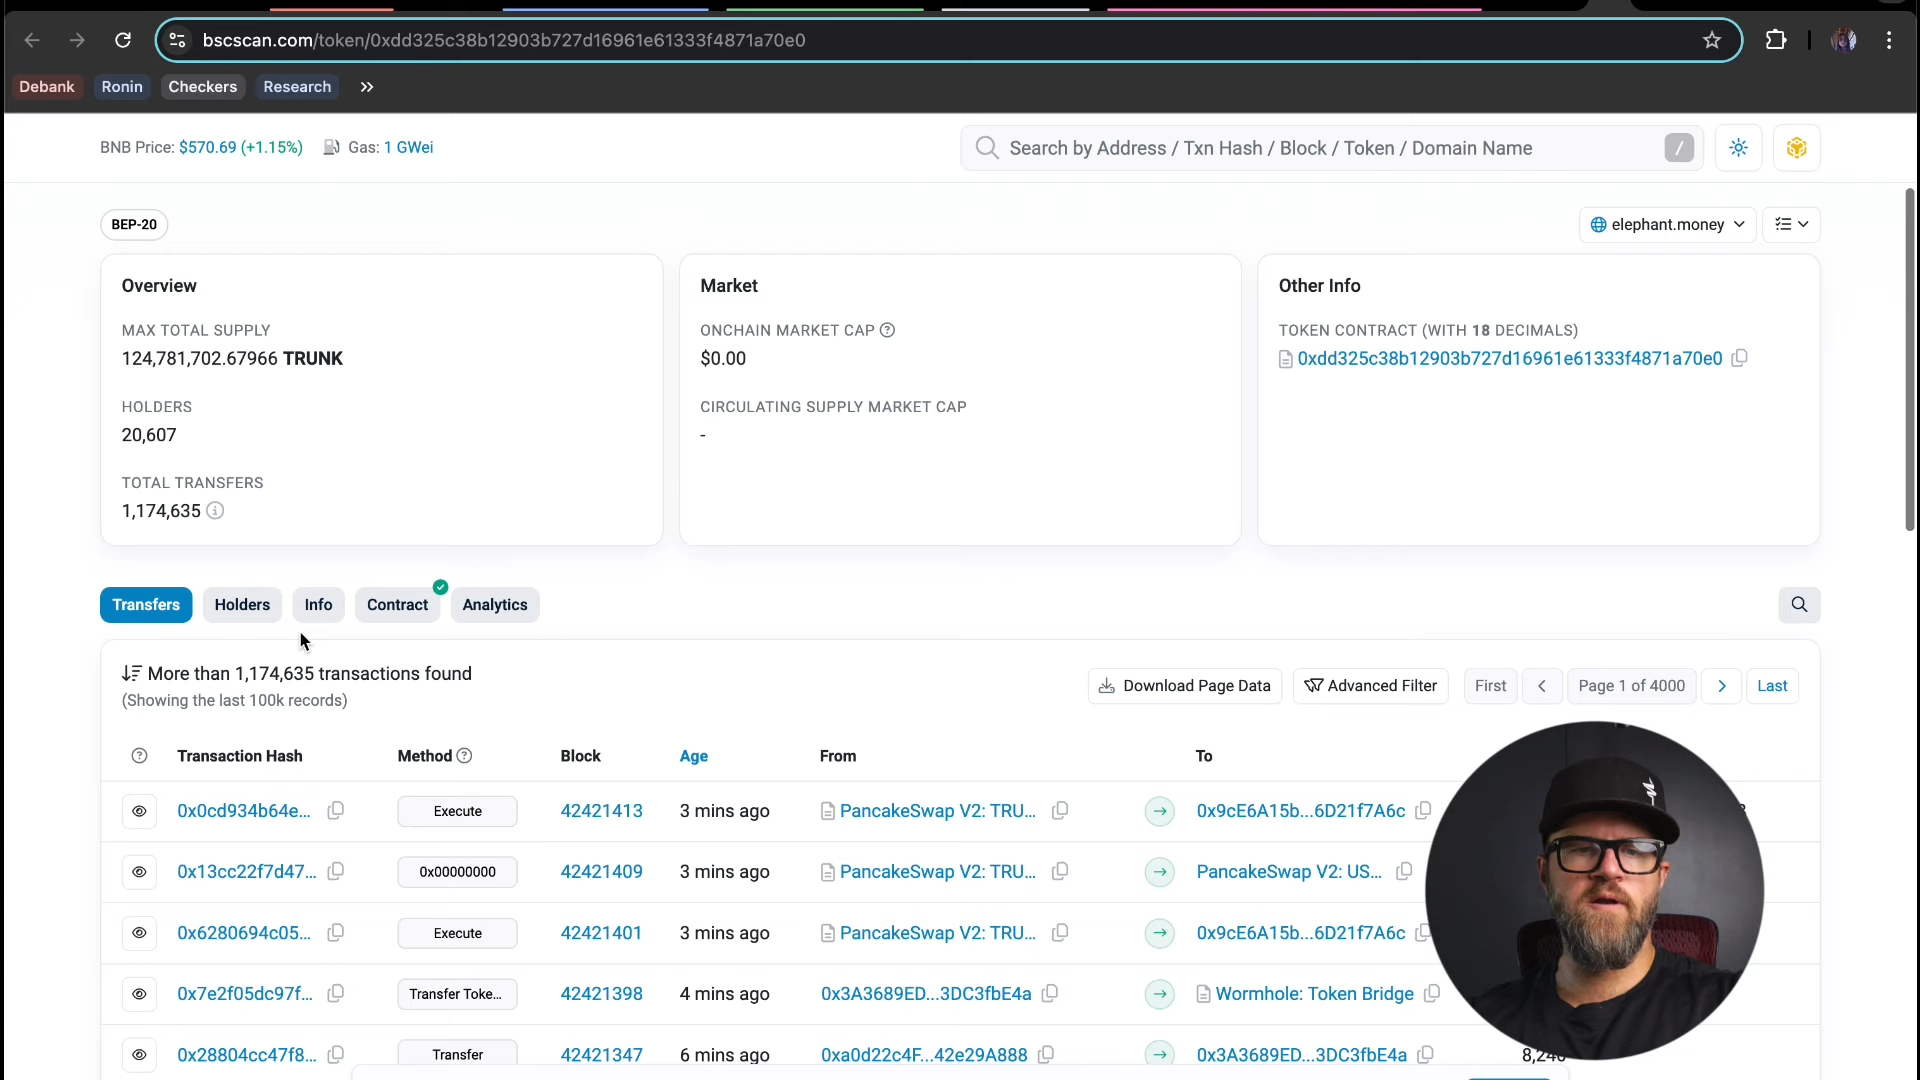 bscscan.com/token/0xdd325c38b12903b727d16961e61333f4871a70e0
Debank Ronin Checkers Research »
BNB Price: $570.69 (+1.15%) Gas: 1 GWei
Search by Address / Txn Hash / Block / Token / Domain Name /
BEP-20
elephant.money
Overview
MAX TOTAL SUPPLY
124,781,702.67966 TRUNK
HOLDERS
20,607
TOTAL TRANSFERS
1,174,635
Market
ONCHAIN MARKET CAP
$0.00
CIRCULATING SUPPLY MARKET CAP
-
Other Info
TOKEN CONTRACT (WITH 18 DECIMALS)
0xdd325c38b12903b727d16961e61333f4871a70e0
Transfers Holders Info Contract Analytics
More than 1,174,635 transactions found
(Showing the last 100k records)
Download Page Data Advanced Filter First Page 1 of 4000 Last
Transaction Hash Method Block Age From To
0x0cd934b64e... Execute 42421413 3 mins ago PancakeSwap V2: TRU... 0x9cE6A15b...6D21f7A6c
0x13cc22f7d47... 0x00000000 42421409 3 mins ago PancakeSwap V2: TRU... PancakeSwap V2: US...
0x6280694c05... Execute 42421401 3 mins ago PancakeSwap V2: TRU... 0x9cE6A15b...6D21f7A6c
0x7e2f05dc97f... Transfer Toke... 42421398 4 mins ago 0x3A3689ED...3DC3fbE4a Wormhole: Token Bridge
0x28804cc47f8... Transfer 42421347 6 mins ago 0xa0d22c4F...42e29A888 0x3A3689ED...3DC3fbE4a